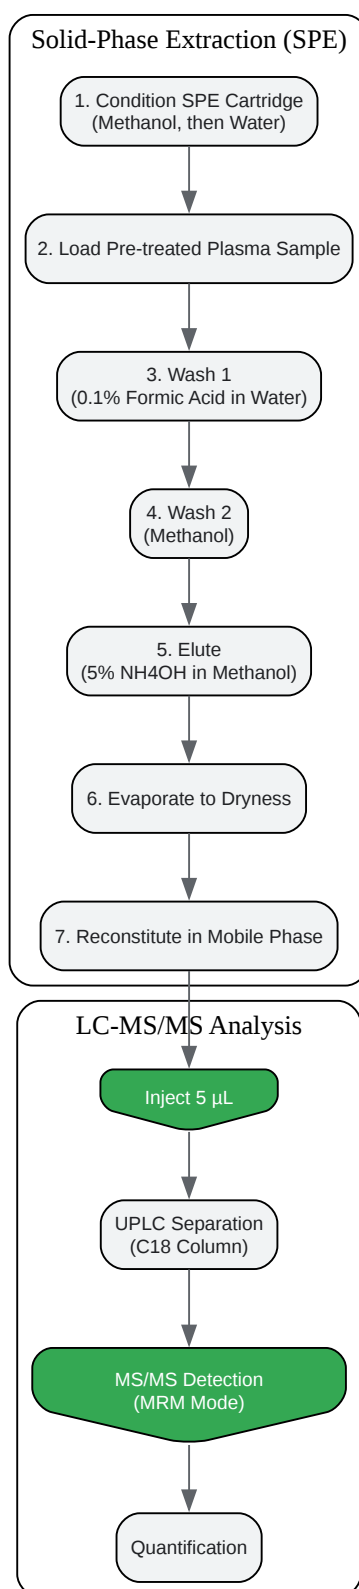 Solid-Phase Extraction (SPE)
1. Condition SPE Cartridge
(Methanol, then Water)
2. Load Pre-treated Plasma Sample
3. Wash 1
(0.1% Formic Acid in Water)
4. Wash 2
(Methanol)
5. Elute
(5% NH4OH in Methanol)
6. Evaporate to Dryness
7. Reconstitute in Mobile Phase
LC-MS/MS Analysis
Inject 5 µL
UPLC Separation
(C18 Column)
MS/MS Detection
(MRM Mode)
Quantification